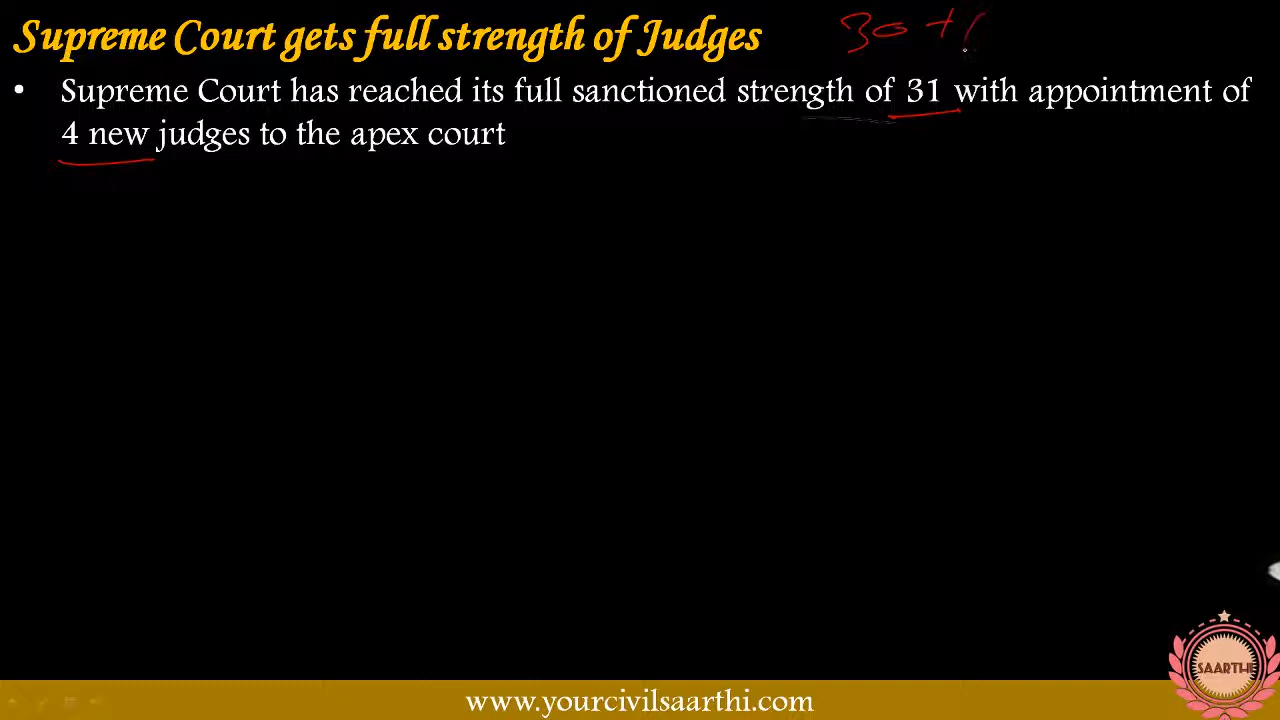 Supreme Court gets full strength of Judges
30 +1
• Supreme Court has reached its full sanctioned strength of 31 with appointment of
4 new judges to the apex court
SAARTHI
www.yourcivilsaarthi.com